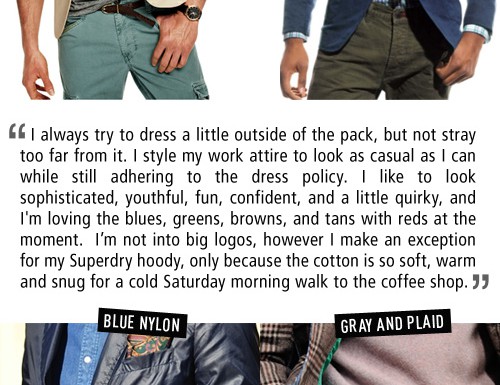 “ I always try to dress a little outside of the pack, but not stray
too far from it. I style my work attire to look as casual as I can
while still adhering to the dress policy. I like to look
sophisticated, youthful, fun, confident, and a little quirky, and
I'm loving the blues, greens, browns, and tans with reds at the
moment. I’m not into big logos, however I make an exception
for my Superdry hoody, only because the cotton is so soft, warm
and snug for a cold Saturday morning walk to the coffee shop. ”
BLUE NYLON
GRAY AND PLAID